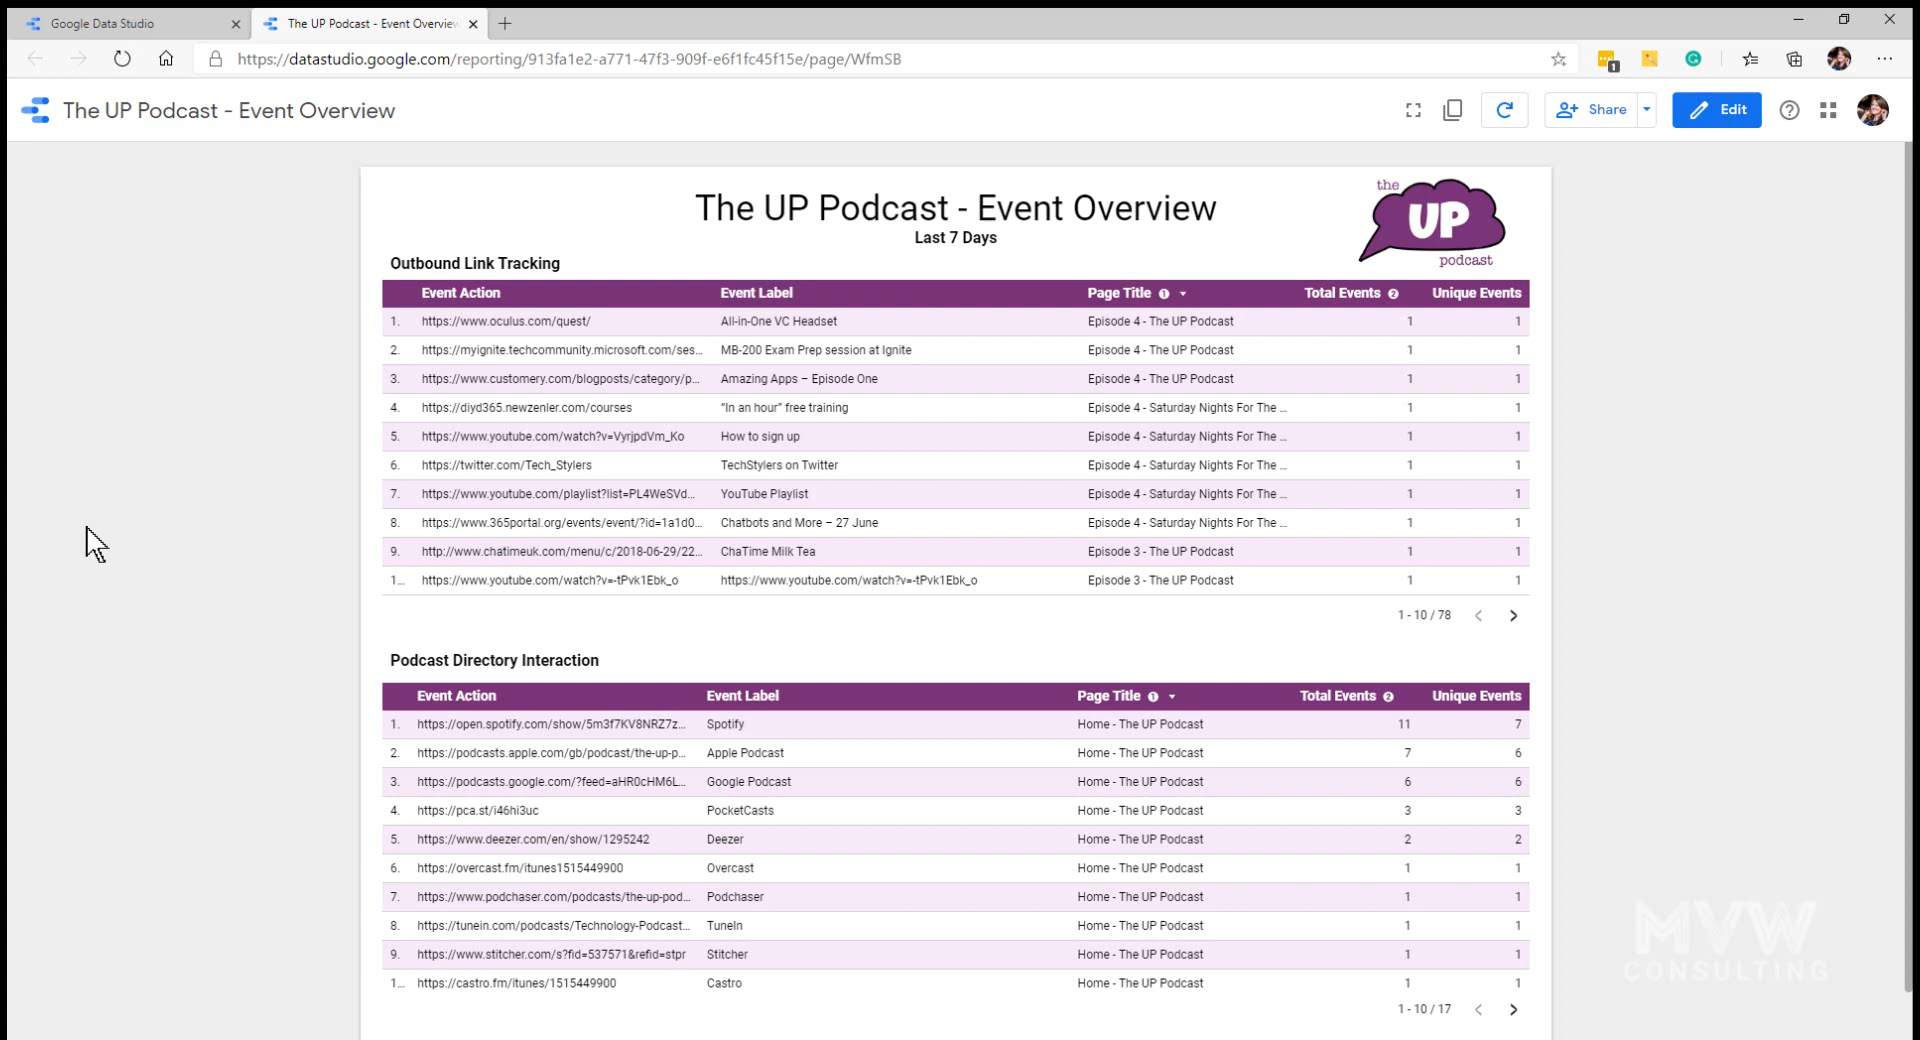 Google Data Studio
The UP Podcast - Event Overview
https://datastudio.google.com/reporting/913fa1e2-a771-47f3-909f-e6f1fc45f15e/page/WfmSB
1
The UP Podcast - Event Overview
Share
Edit
The UP Podcast - Event Overview
Last 7 Days
the
UP
podcast
Outbound Link Tracking
Event Action Event Label Page Title 1 Total Events 2 Unique Events
1. https://www.oculus.com/quest/ All-in-One VC Headset Episode 4 - The UP Podcast 1 1
2. https://myignite.techcommunity.microsoft.com/ses... MB-200 Exam Prep session at Ignite Episode 4 - The UP Podcast 1 1
3. https://www.customery.com/blogposts/category/p... Amazing Apps – Episode One Episode 4 - The UP Podcast 1 1
4. https://diyd365.newzenler.com/courses “In an hour” free training Episode 4 - Saturday Nights For The ... 1 1
5. https://www.youtube.com/watch?v=VyrjpdVm_Ko How to sign up Episode 4 - Saturday Nights For The ... 1 1
6. https://twitter.com/Tech_Stylers TechStylers on Twitter Episode 4 - Saturday Nights For The ... 1 1
7. https://www.youtube.com/playlist?list=PL4WeSVd... YouTube Playlist Episode 4 - Saturday Nights For The ... 1 1
8. https://www.365portal.org/events/event/?id=1a1d0... Chatbots and More – 27 June Episode 4 - Saturday Nights For The ... 1 1
9. http://www.chatimeuk.com/menu/c/2018-06-29/22... ChaTime Milk Tea Episode 3 - The UP Podcast 1 1
1... https://www.youtube.com/watch?v=-tPvk1Ebk_o https://www.youtube.com/watch?v=-tPvk1Ebk_o Episode 3 - The UP Podcast 1 1
1 - 10 / 78
Podcast Directory Interaction
Event Action Event Label Page Title 1 Total Events 2 Unique Events
1. https://open.spotify.com/show/5m3f7KV8NRZ7z... Spotify Home - The UP Podcast 11 7
2. https://podcasts.apple.com/gb/podcast/the-up-p... Apple Podcast Home - The UP Podcast 7 6
3. https://podcasts.google.com/?feed=aHR0cHM6L... Google Podcast Home - The UP Podcast 6 6
4. https://pca.st/i46hi3uc PocketCasts Home - The UP Podcast 3 3
5. https://www.deezer.com/en/show/1295242 Deezer Home - The UP Podcast 2 2
6. https://overcast.fm/itunes1515449900 Overcast Home - The UP Podcast 1 1
7. https://www.podchaser.com/podcasts/the-up-pod... Podchaser Home - The UP Podcast 1 1
8. https://tunein.com/podcasts/Technology-Podcast... TuneIn Home - The UP Podcast 1 1
9. https://www.stitcher.com/s?fid=537571&refid=stpr Stitcher Home - The UP Podcast 1 1
1... https://castro.fm/itunes/1515449900 Castro Home - The UP Podcast 1 1
1 - 10 / 17
MVW
CONSULTING